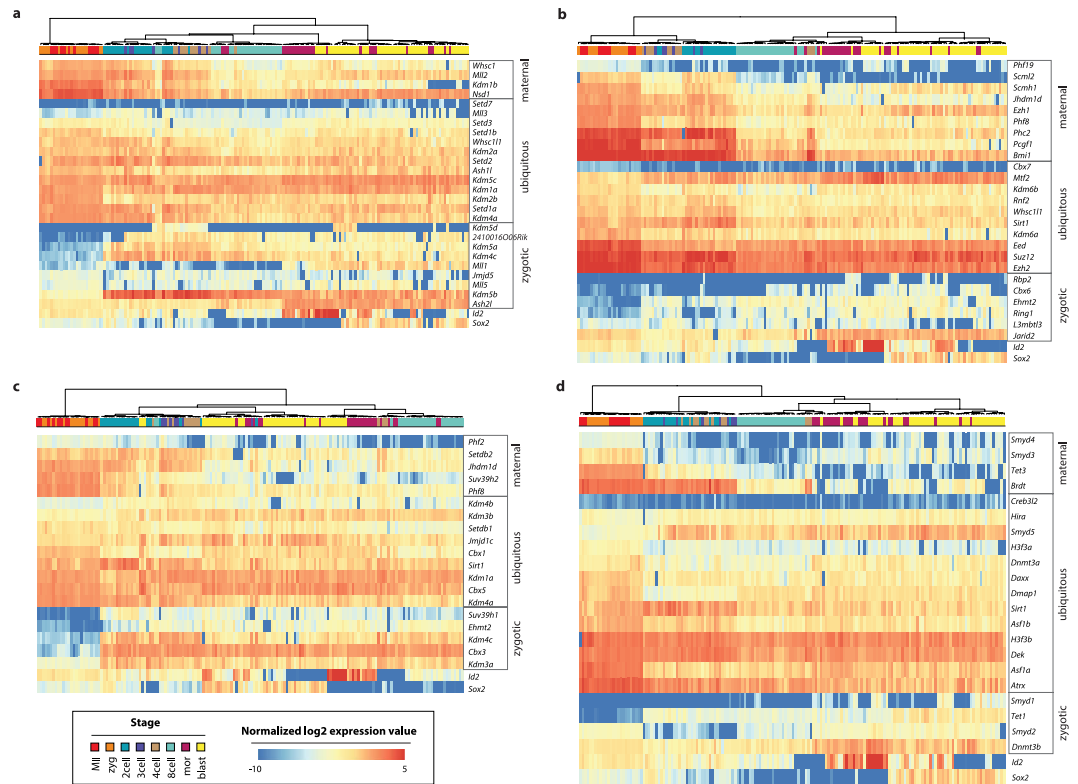 a
Whsc1
Mll2
Kdm1b
Nsd1
maternal
Setd7
Mll3
Setd3
Setd1b
Whsc1l1
Kdm2a
Setd2
Ash1l
Kdm5c
Kdm1a
Kdm2b
Setd1a
Kdm4a
ubiquitous
Kdm5d
2410016O06Rik
Kdm5a
Kdm4c
Mll1
Jmjd5
Mll5
Kdm5b
Ash2l
zygotic
Id2
Sox2
b
Phf19
Scml2
Scmh1
Jhdm1d
Ezh1
Phf8
Phc2
Pcgf1
Bmi1
maternal
Cbx7
Mtf2
Kdm6b
Rnf2
Whsc1l1
Sirt1
Kdm6a
Eed
Suz12
Ezh2
ubiquitous
Rbp2
Cbx6
Ehmt2
Ring1
L3mbtl3
Jarid2
zygotic
Id2
Sox2
c
Phf2
Setdb2
Jhdm1d
Suv39h2
Phf8
maternal
Kdm4b
Kdm3b
Setdb1
Jmjd1c
Cbx1
Sirt1
Kdm1a
Cbx5
Kdm4a
ubiquitous
Suv39h1
Ehmt2
Kdm4c
Cbx3
Kdm3a
zygotic
Id2
Sox2
d
Smyd4
Smyd3
Tet3
Brdt
maternal
Creb3l2
Hira
Smyd5
H3f3a
Dnmt3a
Daxx
Dmap1
Sirt1
Asf1b
H3f3b
Dek
Asf1a
Atrx
ubiquitous
Smyd1
Tet1
Smyd2
Dnmt3b
zygotic
Id2
Sox2
Stage
MII
zyg
2cell
3cell
4cell
8cell
mor
blast
Normalized log2 expression value
-10 5